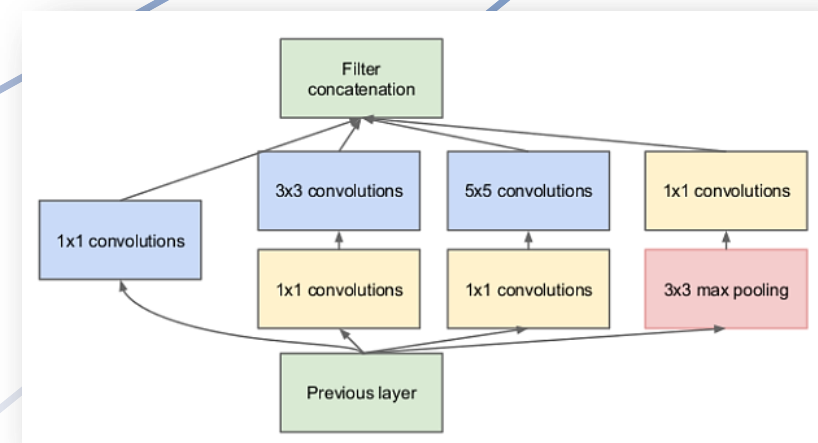 Filter
concatenation
3x3 convolutions
5x5 convolutions
1x1 convolutions
1x1 convolutions
1x1 convolutions
1x1 convolutions
3x3 max pooling
Previous layer